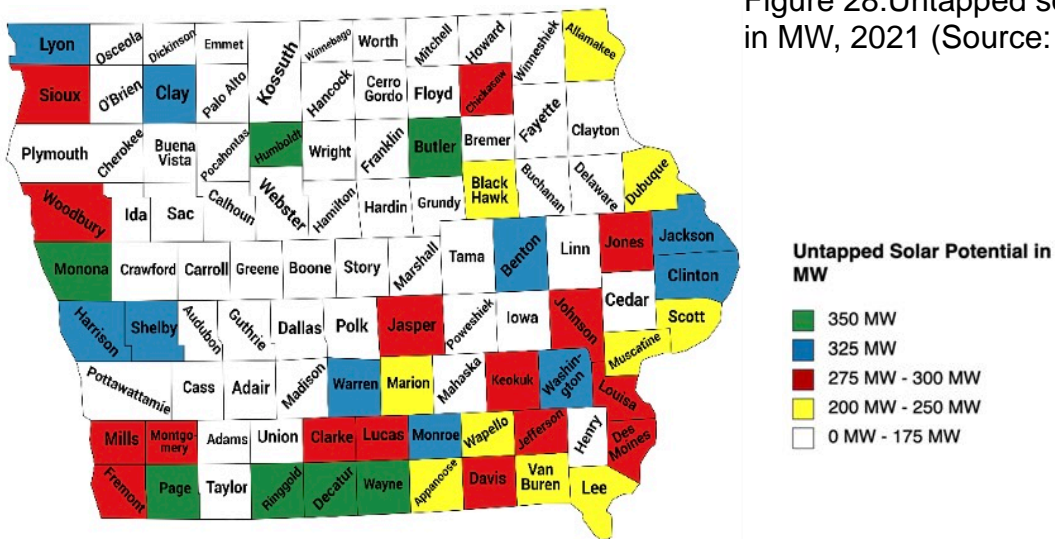 Figure 28.Untapped so
in MW, 2021 (Source:
Lyon
Osceola
Dickinson
Emmet
Kossuth
Winnebago
Worth
Mitchell
Howard
Winneshiek
Allamakee
Sioux
O'Brien
Clay
Palo Alto
Hancock
Cerro
Gordo
Floyd
Chickasaw
Plymouth
Cherokee
Buena
Vista
Pocahontas
Humboldt
Wright
Franklin
Butler
Bremer
Fayette
Clayton
Woodbury
Ida
Sac
Calhoun
Webster
Hamilton
Hardin
Grundy
Black
Hawk
Buchanan
Delaware
Dubuque
Monona
Crawford
Carroll
Greene
Boone
Story
Marshall
Tama
Benton
Linn
Jones
Jackson
Clinton
Harrison
Shelby
Audubon
Guthrie
Dallas
Polk
Jasper
Poweshiek
Iowa
Johnson
Cedar
Scott
Muscatine
Pottawattamie
Cass
Adair
Madison
Warren
Marion
Mahaska
Keokuk
Washin-
gton
Louisa
Mills
Montgo-
mery
Adams
Union
Clarke
Lucas
Monroe
Wapello
Jefferson
Henry
Des
Moines
Fremont
Page
Taylor
Ringgold
Decatur
Wayne
Appanoose
Davis
Van
Buren
Lee
Untapped Solar Potential in
MW
350 MW
325 MW
275 MW - 300 MW
200 MW - 250 MW
0 MW - 175 MW